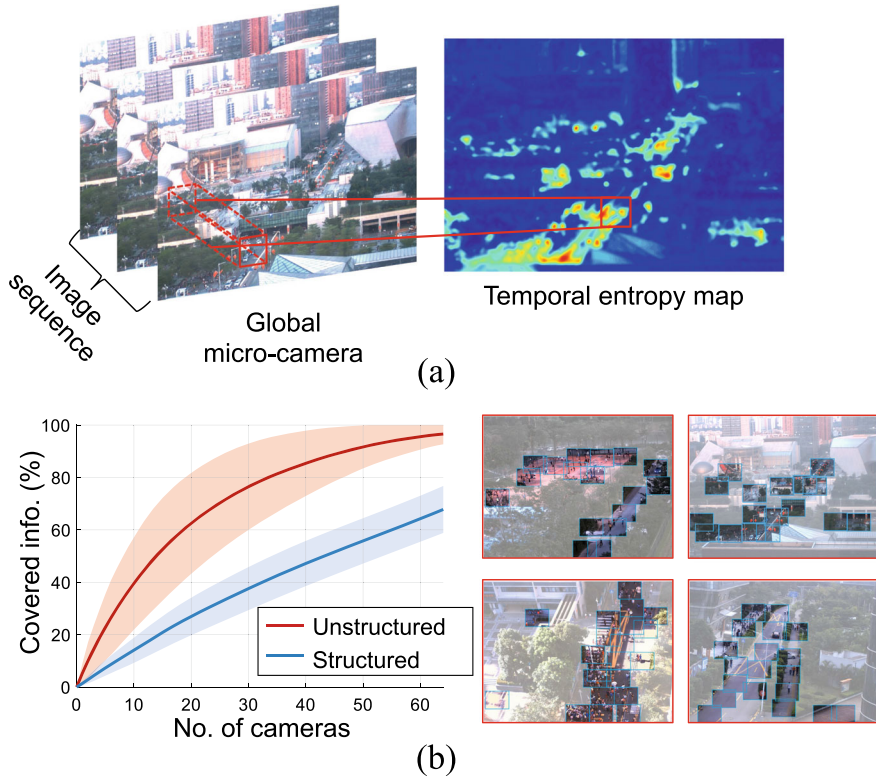 Image
sequence
Global
micro-camera
Temporal entropy map
(a)
Covered info. (%)
100
80
60
40
20
0
0 10 20 30 40 50 60
No. of cameras
Unstructured
Structured
(b)